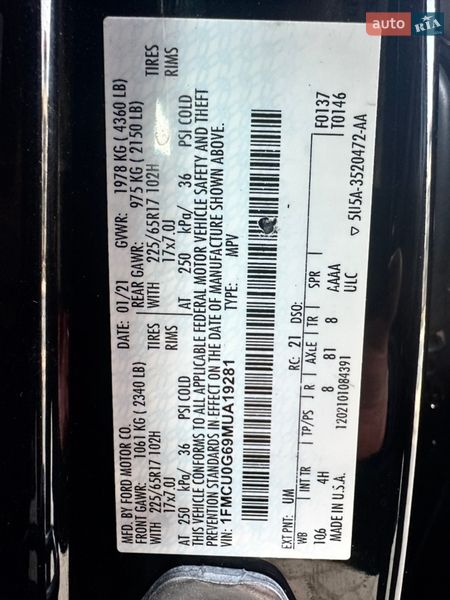 auto RIA
MFD. BY FORD MOTOR CO.
DATE: 01/21 GVWR: 1978 KG ( 4360 LB)
FRONT GAWR: 1061 KG ( 2340 LB) REAR GAWR: 975 KG ( 2150 LB)
225/65R17 102H TIRES WITH 225/65R17 102H TIRES
17x7.0J RIMS 17x7.0J RIMS
AT 250 kPa/ 36 PSI COLD AT 250 kPa/ 36 PSI COLD
THIS VEHICLE CONFORMS TO ALL APPLICABLE FEDERAL MOTOR VEHICLE SAFETY AND THEFT
PREVENTION STANDARDS IN EFFECT ON THE DATE OF MANUFACTURE SHOWN ABOVE.
VIN: 1FMCU0G69MUA19281 TYPE: MPV
EXT PNT: UM RC: 21 DSO: F0137
WB INT TR TP/PS R AXLE TR SPR T0146
106 4H 8 81 8 AAAA
MADE IN U.S.A. 1202101084391 ULC ▽ 5U5A-3520472-AA